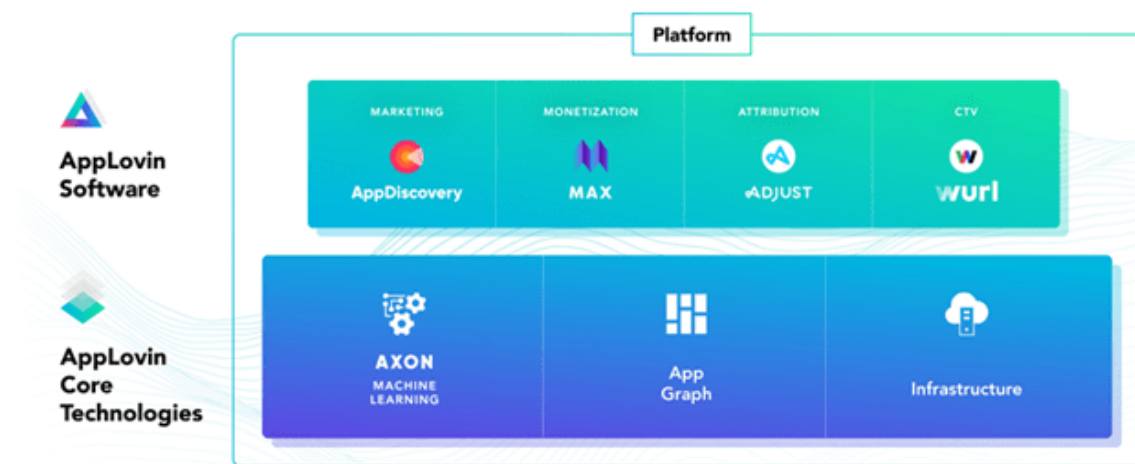 Platform
AppLovin
Software
MARKETING
AppDiscovery
MONETIZATION
MAX
ATTRIBUTION
ADJUST
CTV
wurl
AppLovin
Core
Technologies
AXON
MACHINE
LEARNING
App
Graph
Infrastructure